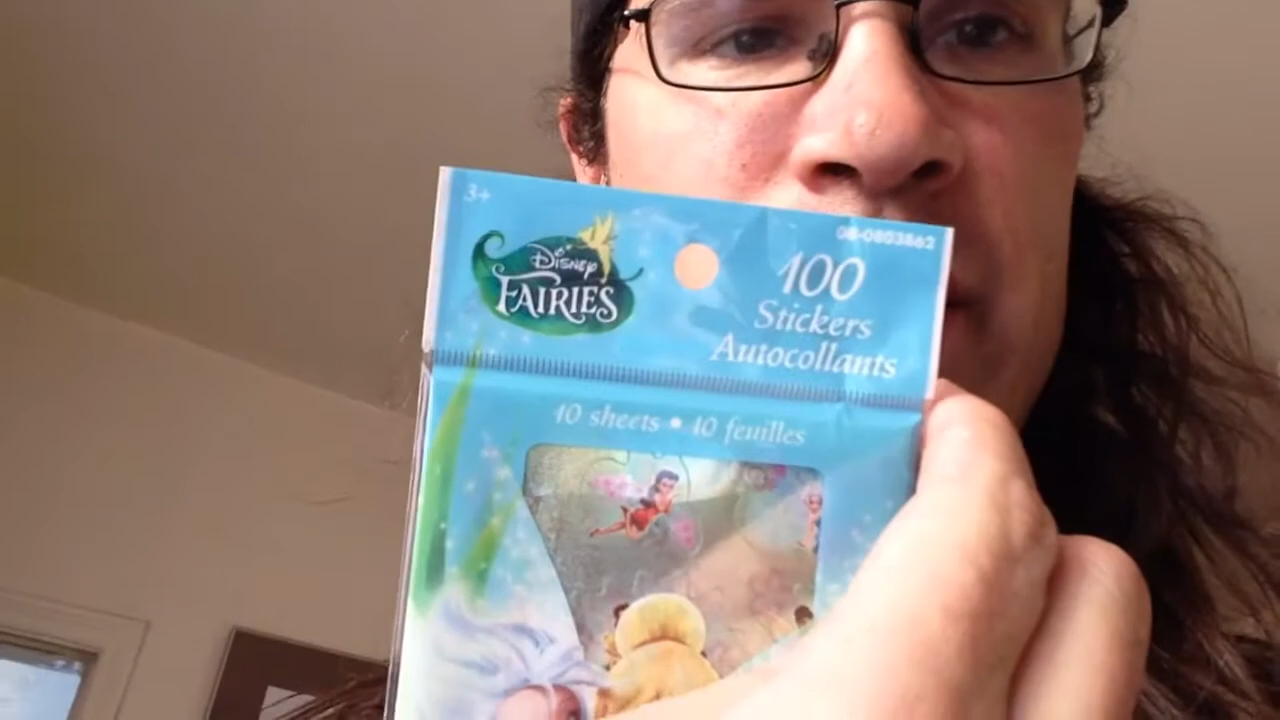 3+
08-0803862
DISNEY
FAIRIES
100
Stickers
Autocollants
10 sheets • 10 feuilles